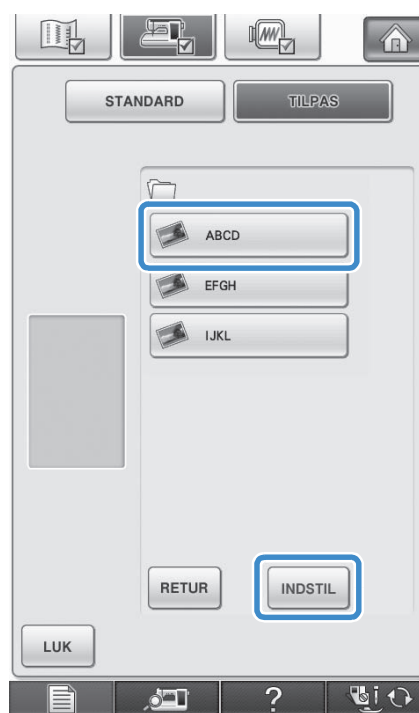 STANDARD TILPAS
ABCD
EFGH
IJKL
RETUR INDSTIL
LUK
?